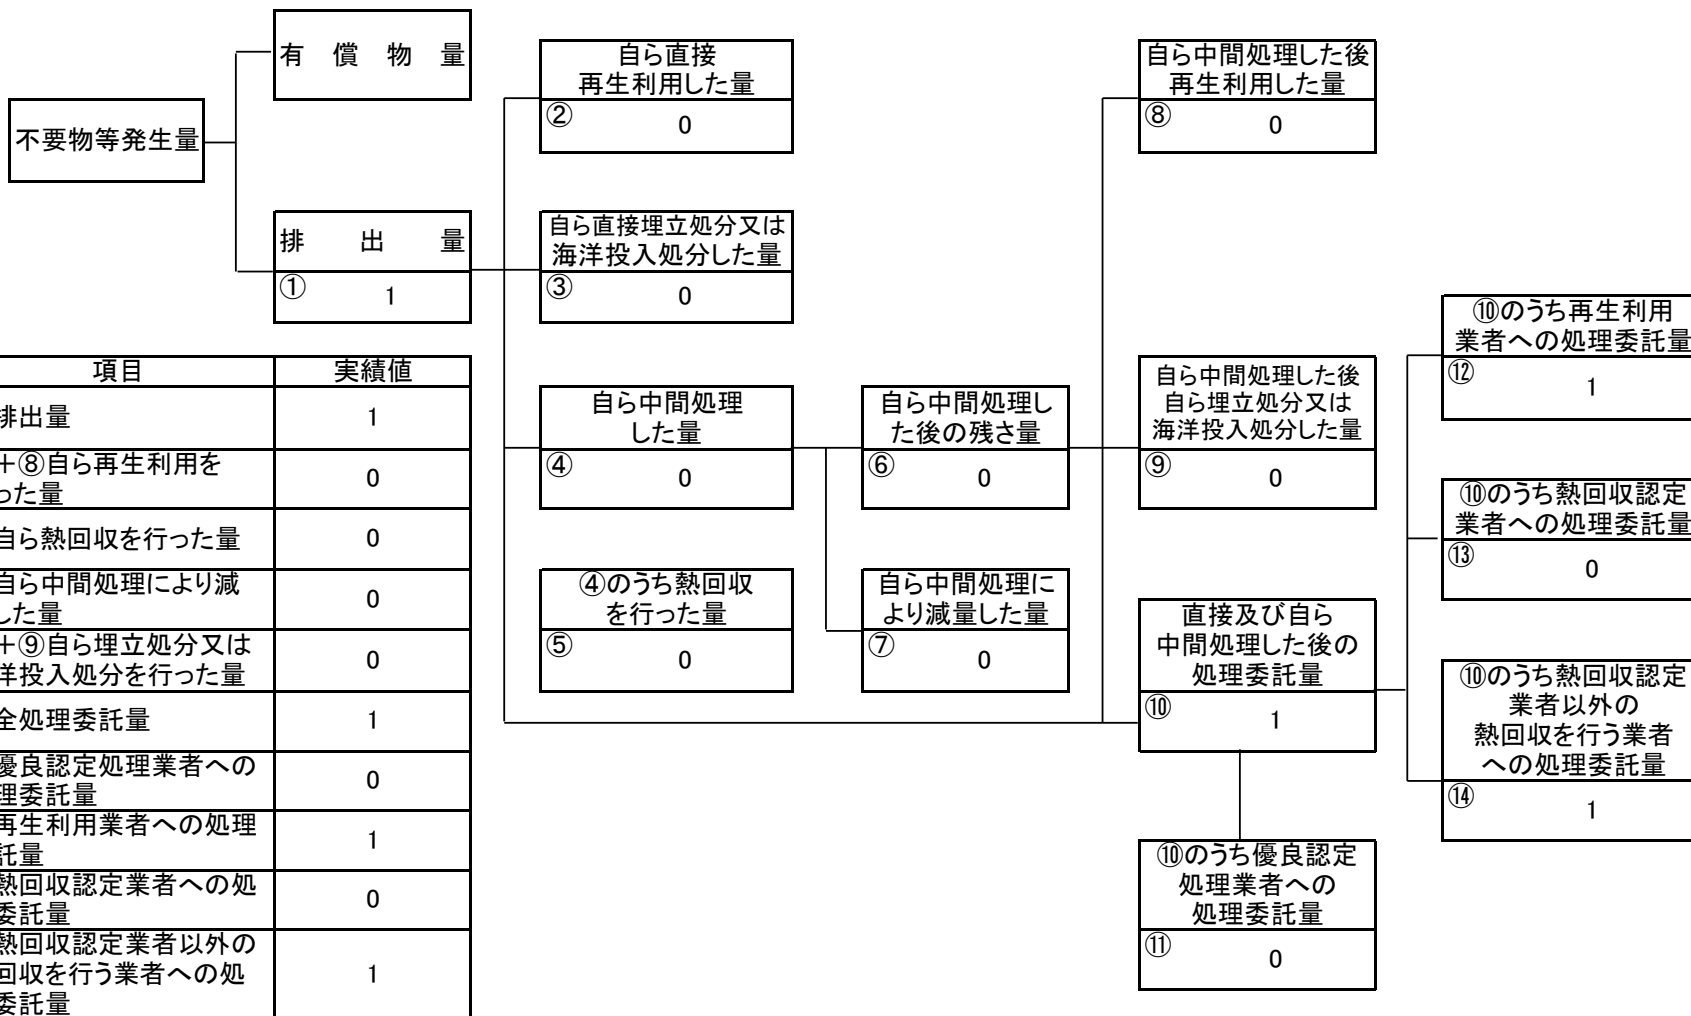 有償物量
不要物等発生量
排出量
①
1
自ら直接
再生利用した量
②
0
自ら直接埋立処分又は
海洋投入処分した量
③
0
自ら中間処理
した量
④
0
④のうち熱回収
を行った量
⑤
0
自ら中間処理し
た後の残さ量
⑥
0
自ら中間処理に
より減量した量
⑦
0
自ら中間処理した後
再生利用した量
⑧
0
自ら中間処理した後
自ら埋立処分又は
海洋投入処分した量
⑨
0
直接及び自ら
中間処理した後の
処理委託量
⑩
1
⑩のうち優良認定
処理業者への
処理委託量
⑪
0
⑩のうち再生利用
業者への処理委託量
⑫
1
⑩のうち熱回収認定
業者への処理委託量
⑬
0
⑩のうち熱回収認定
業者以外の
熱回収を行う業者
への処理委託量
⑭
1
項目 実績値
排出量 1
+⑧自ら再生利用を
った量 0
自ら熱回収を行った量 0
自ら中間処理により減
した量 0
+⑨自ら埋立処分又は
洋投入処分を行った量 0
全処理委託量 1
優良認定処理業者への
理委託量 0
再生利用業者への処理
託量 1
熱回収認定業者への処
委託量 0
熱回収認定業者以外の
回収を行う業者への処
委託量 1